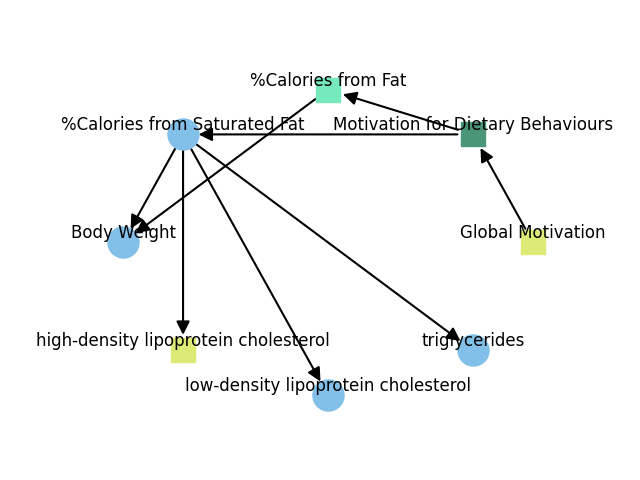 %Calories from Fat
%Calories from Saturated Fat
Motivation for Dietary Behaviours
Body Weight
Global Motivation
high-density lipoprotein cholesterol
triglycerides
low-density lipoprotein cholesterol